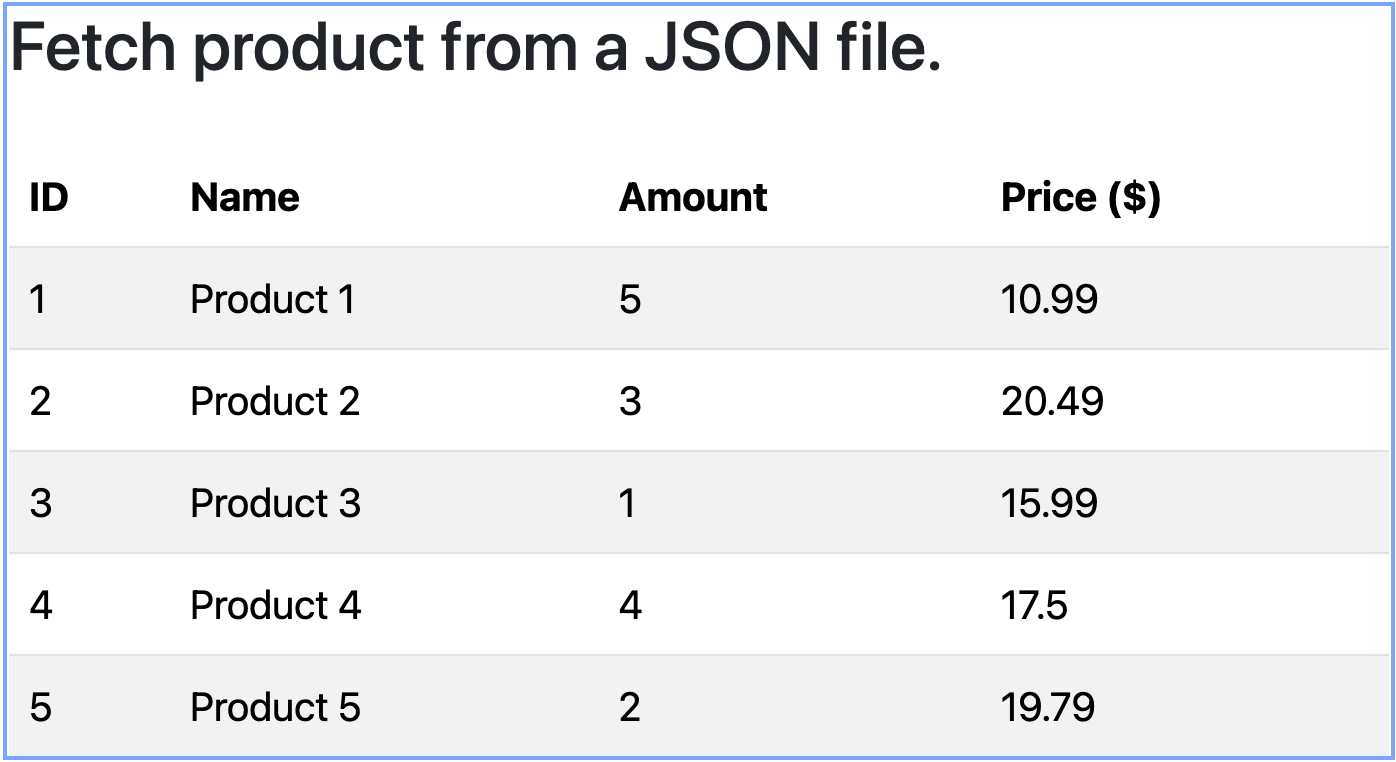 Fetch product from a JSON file.
ID Name Amount Price ($)
1 Product 1 5 10.99
2 Product 2 3 20.49
3 Product 3 1 15.99
4 Product 4 4 17.5
5 Product 5 2 19.79